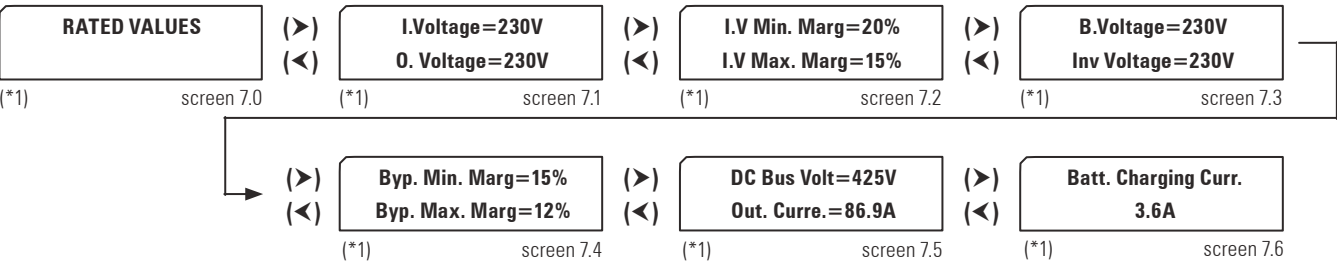 RATED VALUES
(➤)
(≺)
I.Voltage=230V
O. Voltage=230V
(➤)
(≺)
I.V Min. Marg=20%
I.V Max. Marg=15%
(➤)
(≺)
B.Voltage=230V
Inv Voltage=230V
(*1) screen 7.0
(*1) screen 7.1
(*1) screen 7.2
(*1) screen 7.3
(➤)
(≺)
Byp. Min. Marg=15%
Byp. Max. Marg=12%
(➤)
(≺)
DC Bus Volt=425V
Out. Curre.=86.9A
(➤)
(≺)
Batt. Charging Curr.
3.6A
(*1) screen 7.4
(*1) screen 7.5
(*1) screen 7.6